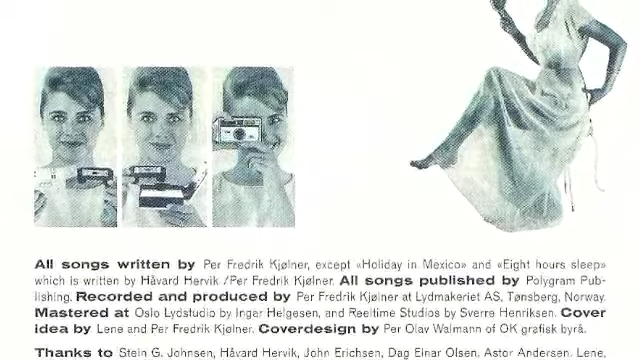 All songs written by Per Fredrik Kjølner, except «Holiday in Mexico» and «Eight hours sleep»
which is written by Håvard Hervik /Per Fredrik Kjølner. All songs published by Polygram Pub-
lishing. Recorded and produced by Per Fredrik Kjølner at Lydmakeriet AS, Tønsberg, Norway.
Mastered at Oslo Lydstudio by Ingar Helgesen, and Reeltime Studios by Sverre Henriksen. Cover
idea by Lene and Per Fredrik Kjølner. Coverdesign by Per Olav Walmann of OK grafisk byrå.
Thanks to Stein G. Johnsen, Håvard Hervik, John Erichsen, Dag Einar Olsen, Astor Andersen, Lene,